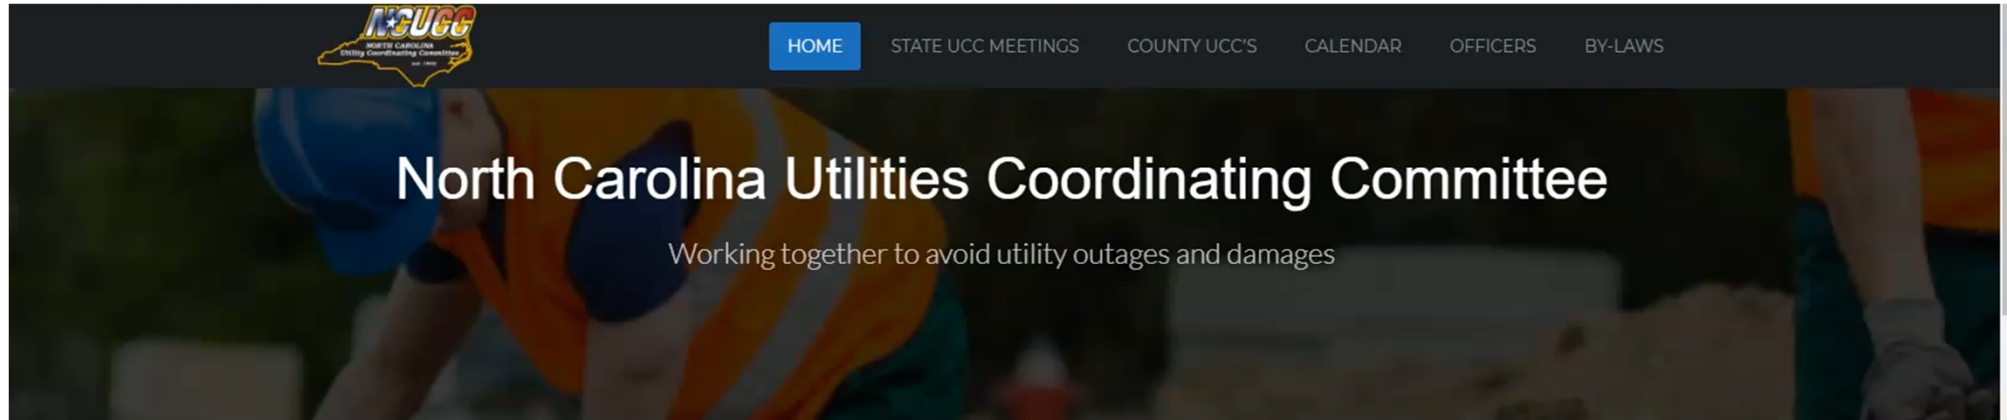 NCUCC
NORTH CAROLINA
Utility Coordinating Committee
HOME STATE UCC MEETINGS COUNTY UCC'S CALENDAR OFFICERS BY-LAWS
North Carolina Utilities Coordinating Committee
Working together to avoid utility outages and damages